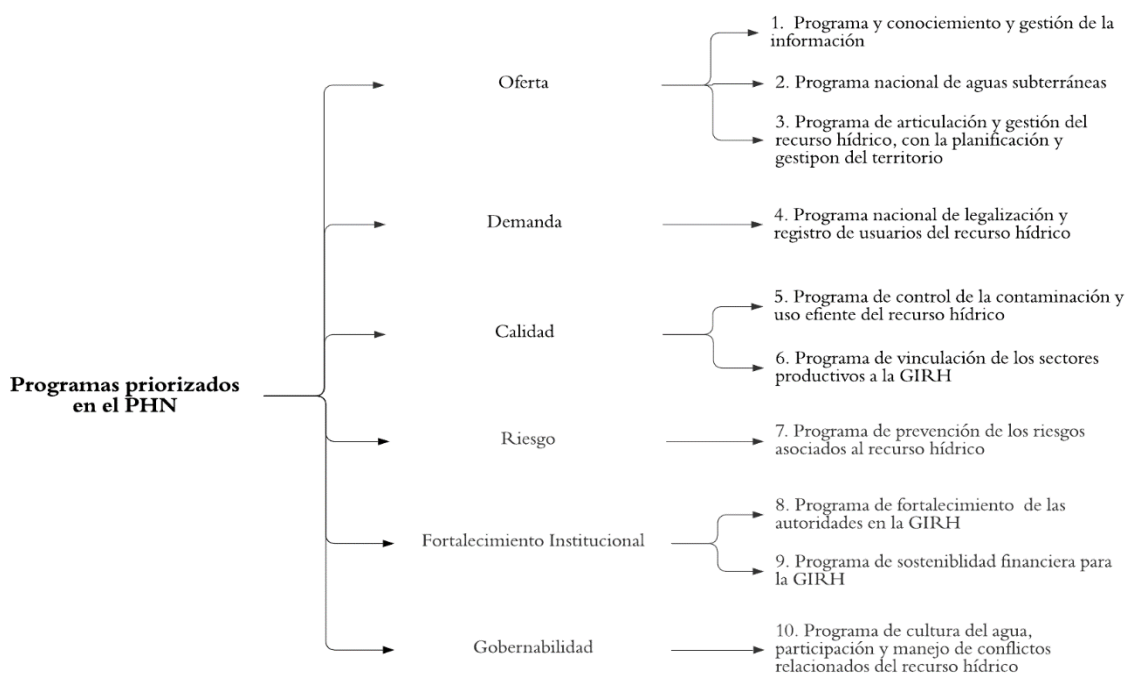 Programas priorizados
en el PHN
Oferta
1. Programa y conociemiento y gestión de la
información
2. Programa nacional de aguas subterráneas
3. Programa de articulación y gestión del
recurso hídrico, con la planificación y
gestipon del territorio
Demanda
4. Programa nacional de legalización y
registro de usuarios del recurso hídrico
Calidad
5. Programa de control de la contaminación y
uso efiente del recurso hídrico
6. Programa de vinculación de los sectores
productivos a la GIRH
Riesgo
7. Programa de prevención de los riesgos
asociados al recurso hídrico
Fortalecimiento Institucional
8. Programa de fortalecimiento de las
autoridades en la GIRH
9. Programa de sosteniblidad financiera para
la GIRH
Gobernabilidad
10. Programa de cultura del agua,
participación y manejo de conflictos
relacionados del recurso hídrico